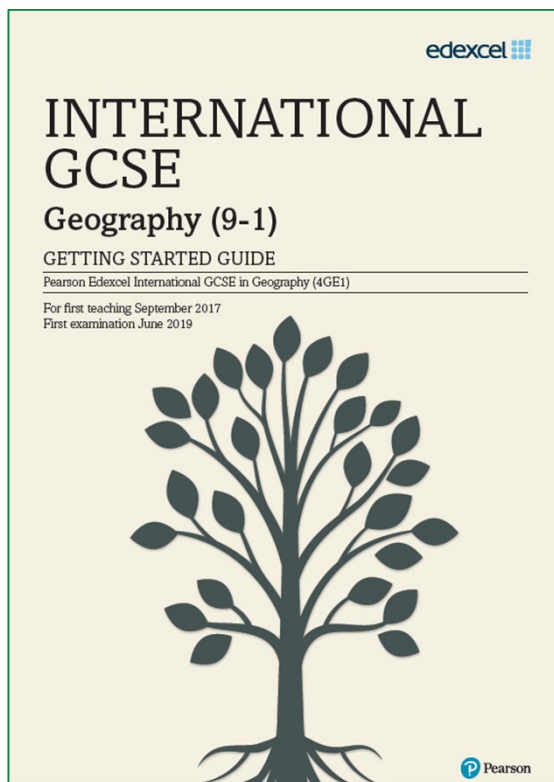 edexcel
INTERNATIONAL
GCSE
Geography (9-1)
GETTING STARTED GUIDE
Pearson Edexcel International GCSE in Geography (4GE1)
For first teaching September 2017
First examination June 2019
P Pearson